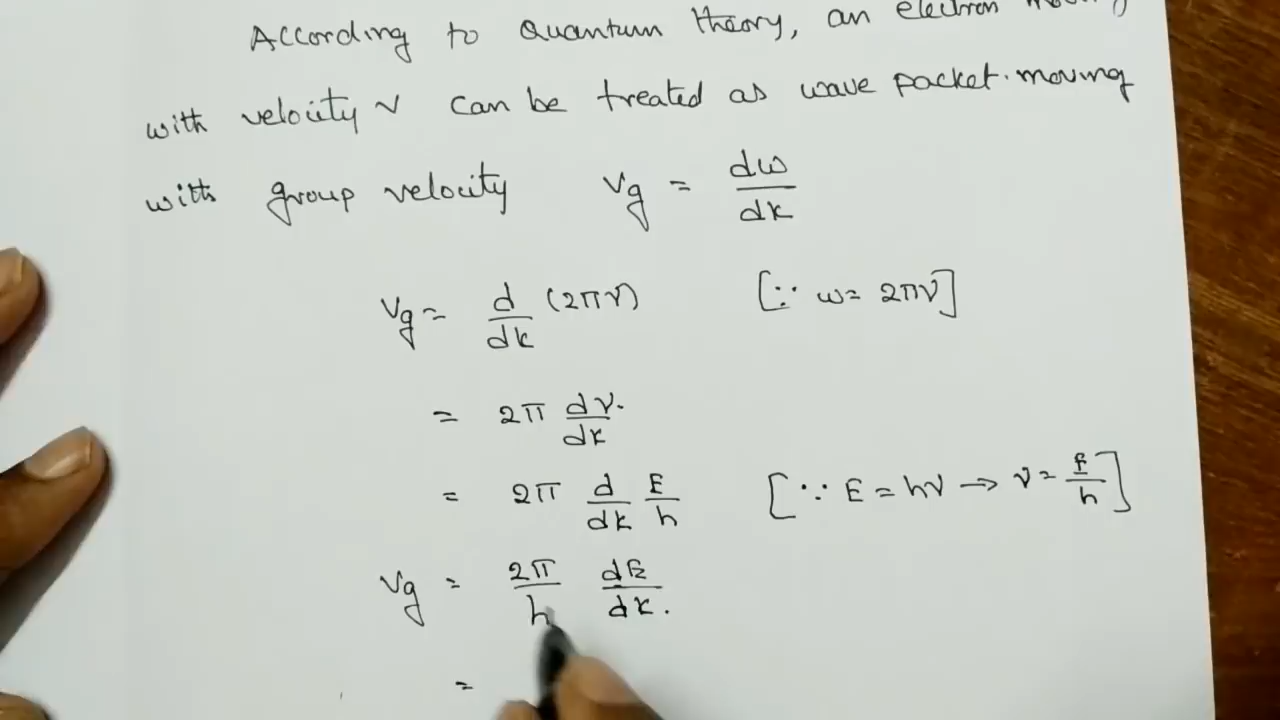 According to Quantum theory, an electron
with velocity v can be treated as wave packet. moving
with group velocity vg = dω/dk
vg = d/dk (2πν) [∵ ω = 2πν]
= 2π dν/dk
= 2π d/dk E/h [∵ E = hν → ν = E/h]
vg = 2π/h dE/dk.
=